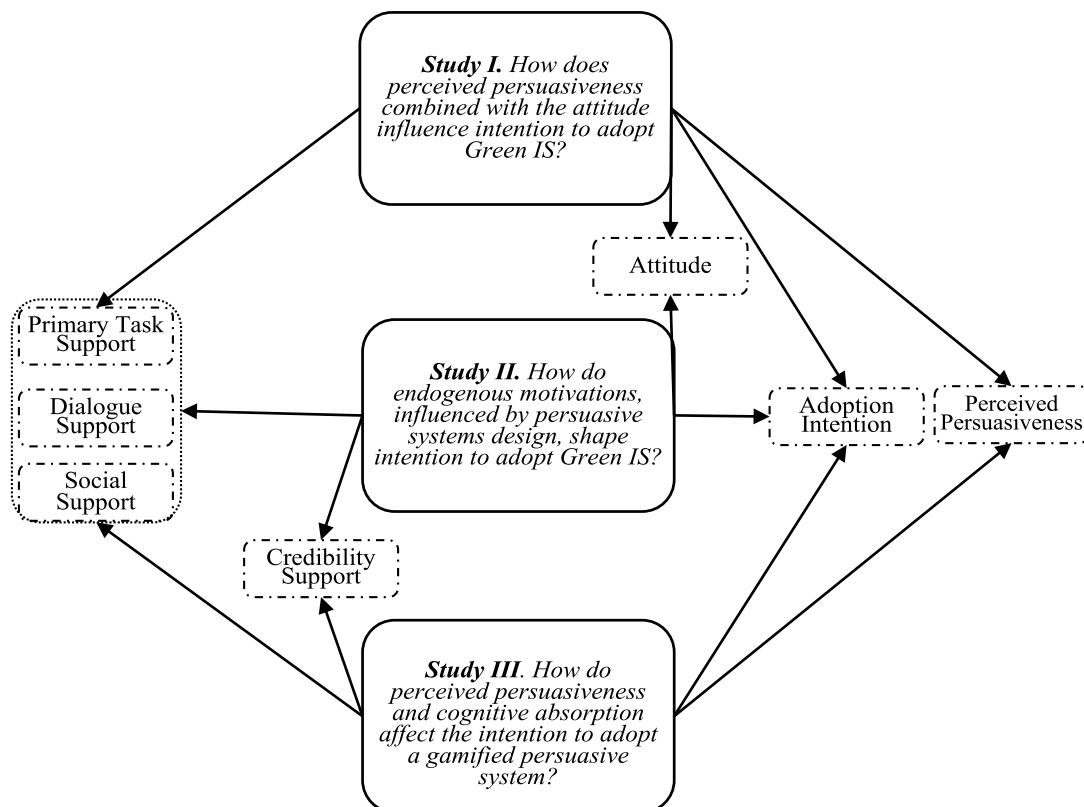 Study I. How does
perceived persuasiveness
combined with the attitude
influence intention to adopt
Green IS?
Attitude
Primary Task
Support
Dialogue
Support
Social
Support
Study II. How do
endogenous motivations,
influenced by persuasive
systems design, shape
intention to adopt Green IS?
Adoption
Intention
Perceived
Persuasiveness
Credibility
Support
Study III. How do
perceived persuasiveness
and cognitive absorption
affect the intention to adopt
a gamified persuasive
system?